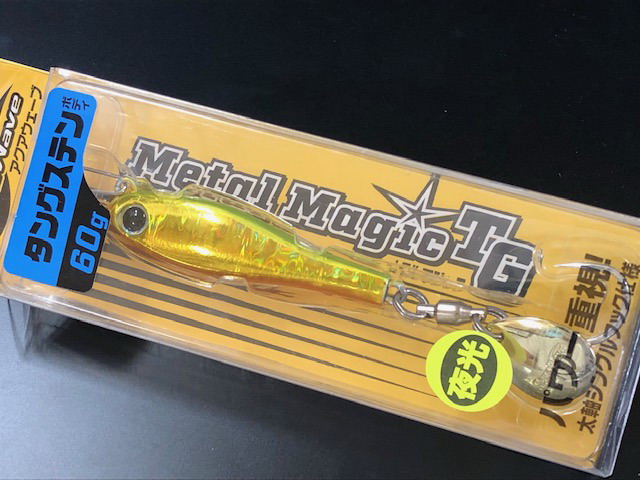 Wave
アクアウェーブ
タングステン
ボディ
60g
Metal Magic TG
夜光
パワー重視!
太軸シングルフック仕様